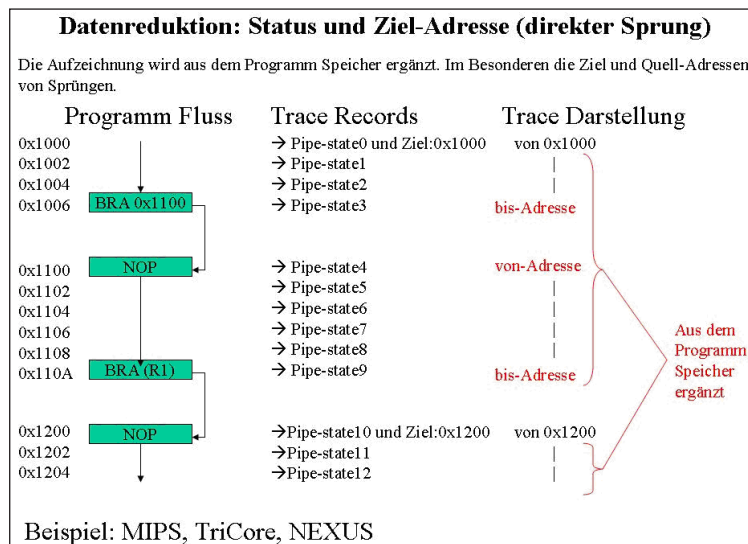 Datenreduktion: Status und Ziel-Adresse (direkter Sprung)
Die Aufzeichnung wird aus dem Programm Speicher ergänzt. Im Besonderen die Ziel und Quell-Adressen
von Sprüngen.
Programm Fluss Trace Records Trace Darstellung
0x1000 → Pipe-state0 und Ziel:0x1000 von 0x1000
0x1002 → Pipe-state1
0x1004 → Pipe-state2
0x1006 BRA 0x1100 → Pipe-state3 bis-Adresse
0x1100 NOP → Pipe-state4 von-Adresse
0x1102 → Pipe-state5
0x1104 → Pipe-state6
0x1106 → Pipe-state7
0x1108 → Pipe-state8
0x110A BRA (R1) → Pipe-state9 bis-Adresse
Aus dem
Programm
Speicher
ergänzt
0x1200 NOP →Pipe-state10 und Ziel:0x1200 von 0x1200
0x1202 →Pipe-state11
0x1204 →Pipe-state12
Beispiel: MIPS, TriCore, NEXUS